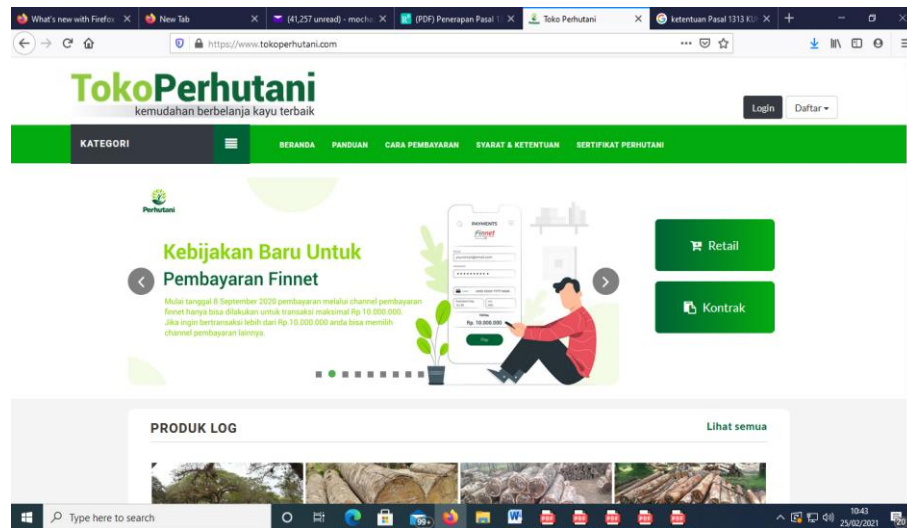 What's new with Firefox
New Tab
(41,257 unread) - mocha
(PDF) Penerapan Pasal 1
Toko Perhutani
ketentuan Pasal 1313 KU
https://www.tokoperhutani.com
TokoPerhutani
kemudahan berbelanja kayu terbaik
Login
Daftar
KATEGORI
BERANDA
PANDUAN
CARA PEMBAYARAN
SYARAT & KETENTUAN
SERTIFIKAT PERHUTANI
Perhutani
Kebijakan Baru Untuk
Pembayaran Finnet
Mulai tanggal 8 September 2020 pembayaran melalui channel pembayaran
finnet hanya bisa dilakukan untuk transaksi maksimal Rp 10.000.000.
Jika ingin bertransaksi lebih dari Rp 10.000.000 anda bisa memilih
channel pembayaran lainnya.
PAYMENTS
Finnet
Rp. 10.000.000
Pay
Retail
Kontrak
PRODUK LOG
Lihat semua
Type here to search
99+
10:43
25/02/2021